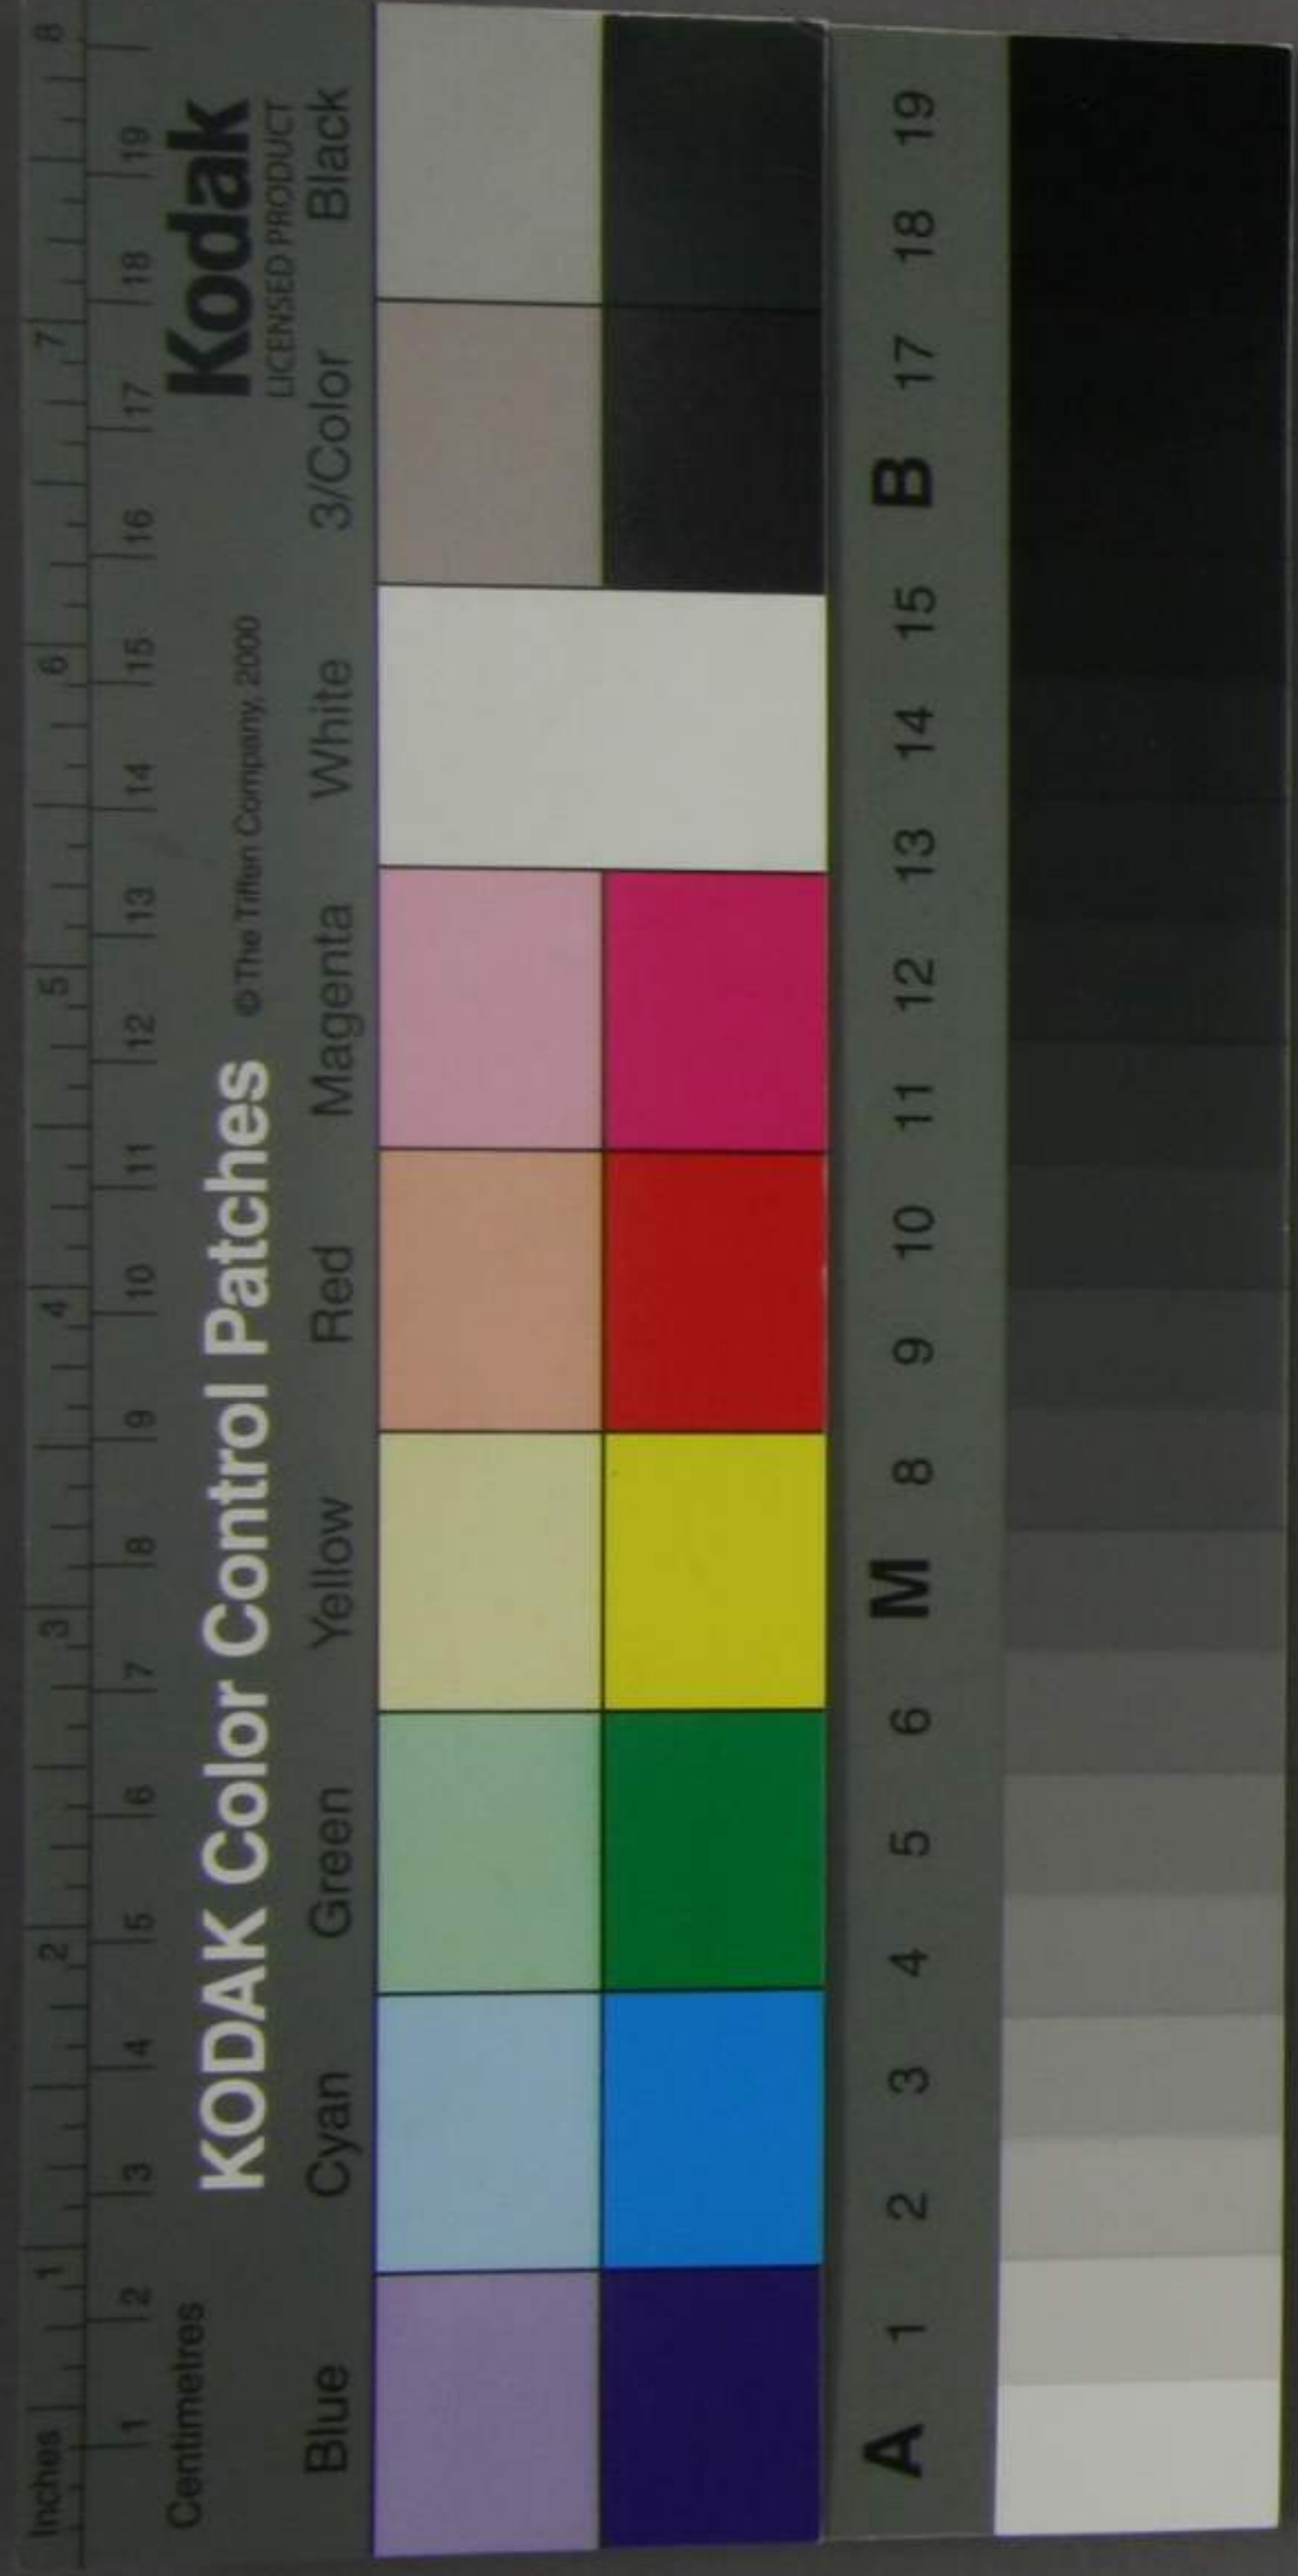 Inches 1 2 3 4 5 6 7 8
Centimetres 1 2 3 4 5 6 7 8 9 10 11 12 13 14 15 16 17 18 19
KODAK Color Control Patches © The Tiffen Company, 2000 Kodak
LICENSED PRODUCT
Blue Cyan Green Yellow Red Magenta White 3/Color Black
A 1 2 3 4 5 6 M 8 9 10 11 12 13 14 15 B 17 18 19